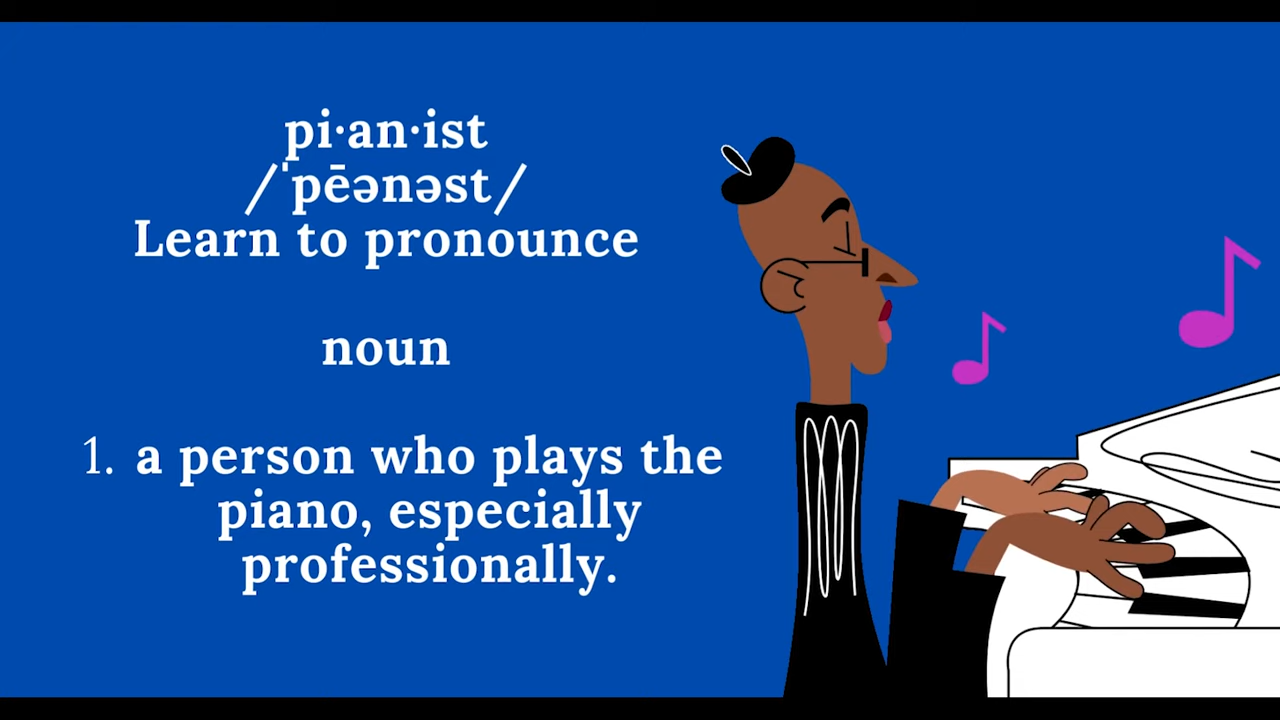 pi·an·ist
/ˈpēənəst/
Learn to pronounce
noun
1. a person who plays the
piano, especially
professionally.